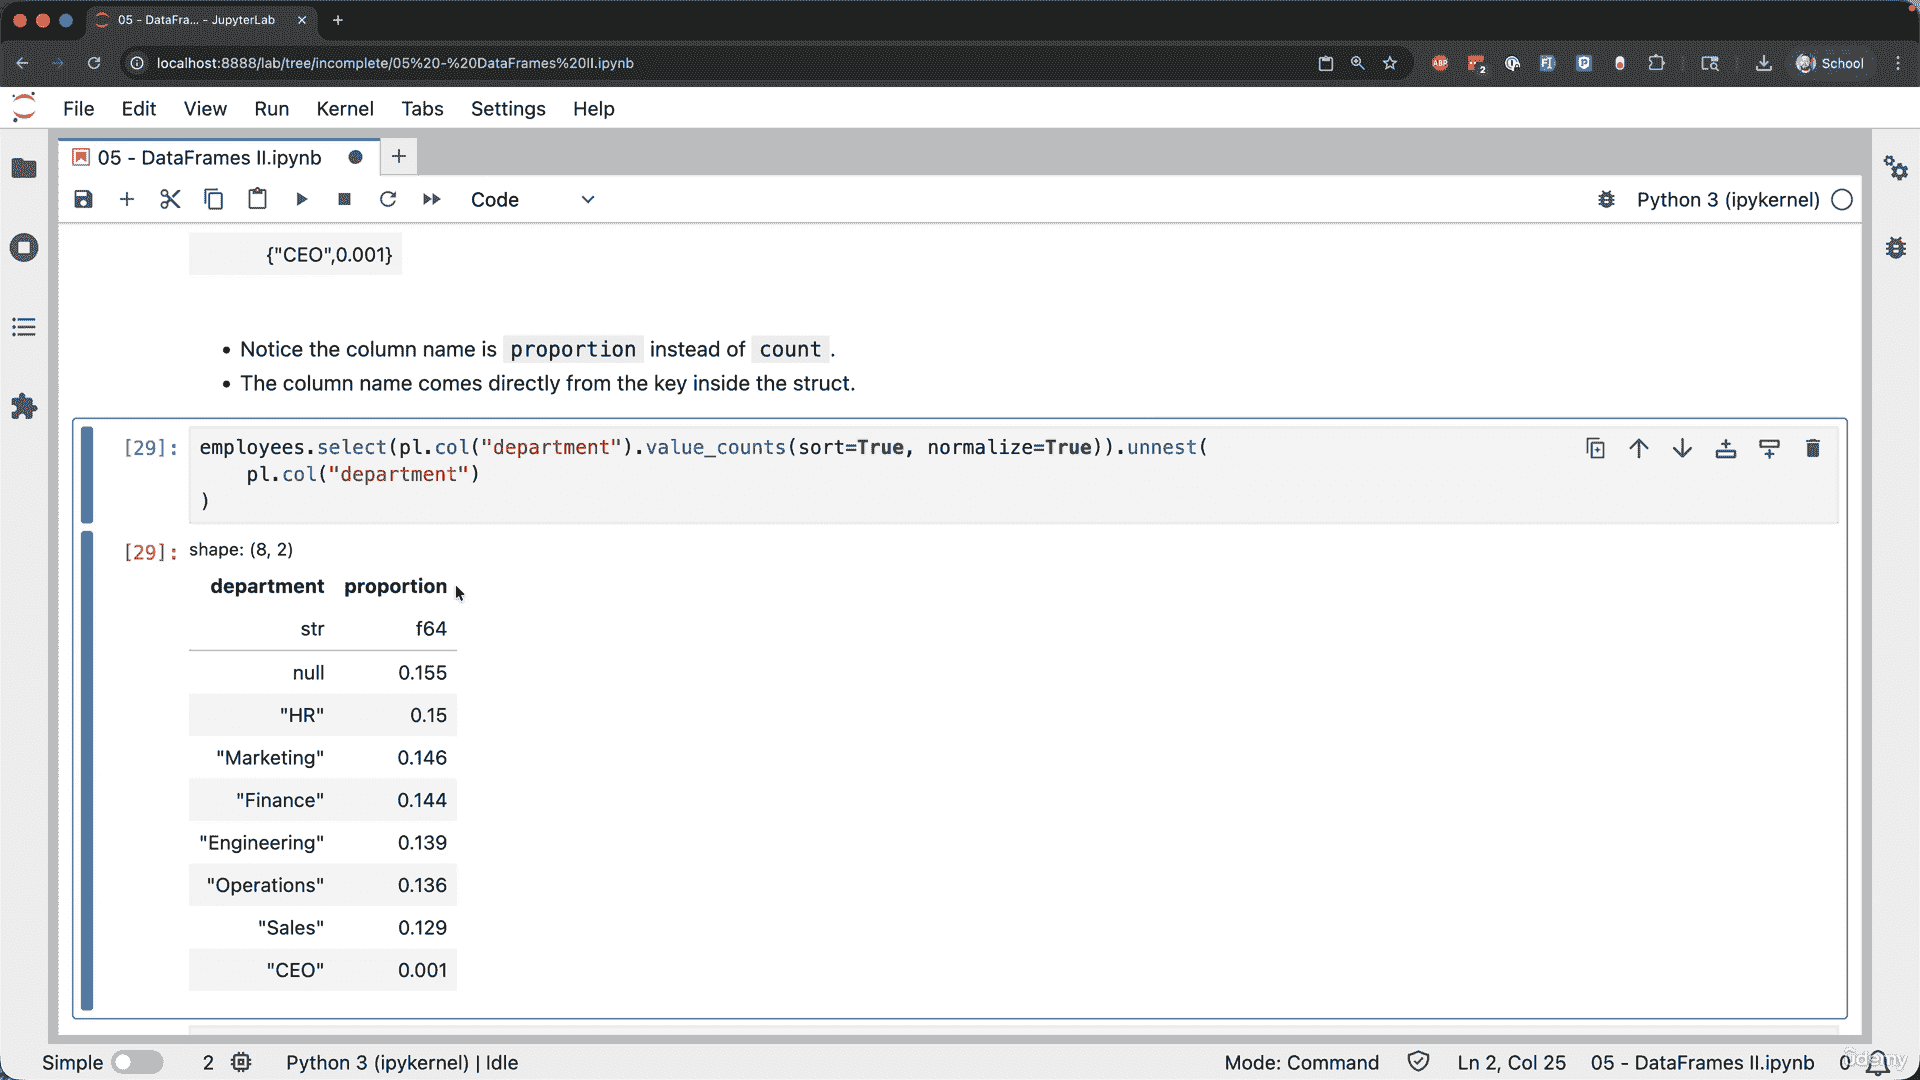 05 - DataFra... - JupyterLab
localhost:8888/lab/tree/incomplete/05%20-%20DataFrames%20II.ipynb
ABP
2
School
File Edit View Run Kernel Tabs Settings Help
05 - DataFrames II.ipynb
Code
Python 3 (ipykernel)
{"CEO",0.001}
• Notice the column name is proportion instead of count .
• The column name comes directly from the key inside the struct.
[29]: employees.select(pl.col("department").value_counts(sort=True, normalize=True)).unnest(
pl.col("department")
)
[29]: shape: (8, 2)
department proportion
str f64
null 0.155
"HR" 0.15
"Marketing" 0.146
"Finance" 0.144
"Engineering" 0.139
"Operations" 0.136
"Sales" 0.129
"CEO" 0.001
Simple 2 Python 3 (ipykernel) | Idle Mode: Command Ln 2, Col 25 05 - DataFrames II.ipynb 0